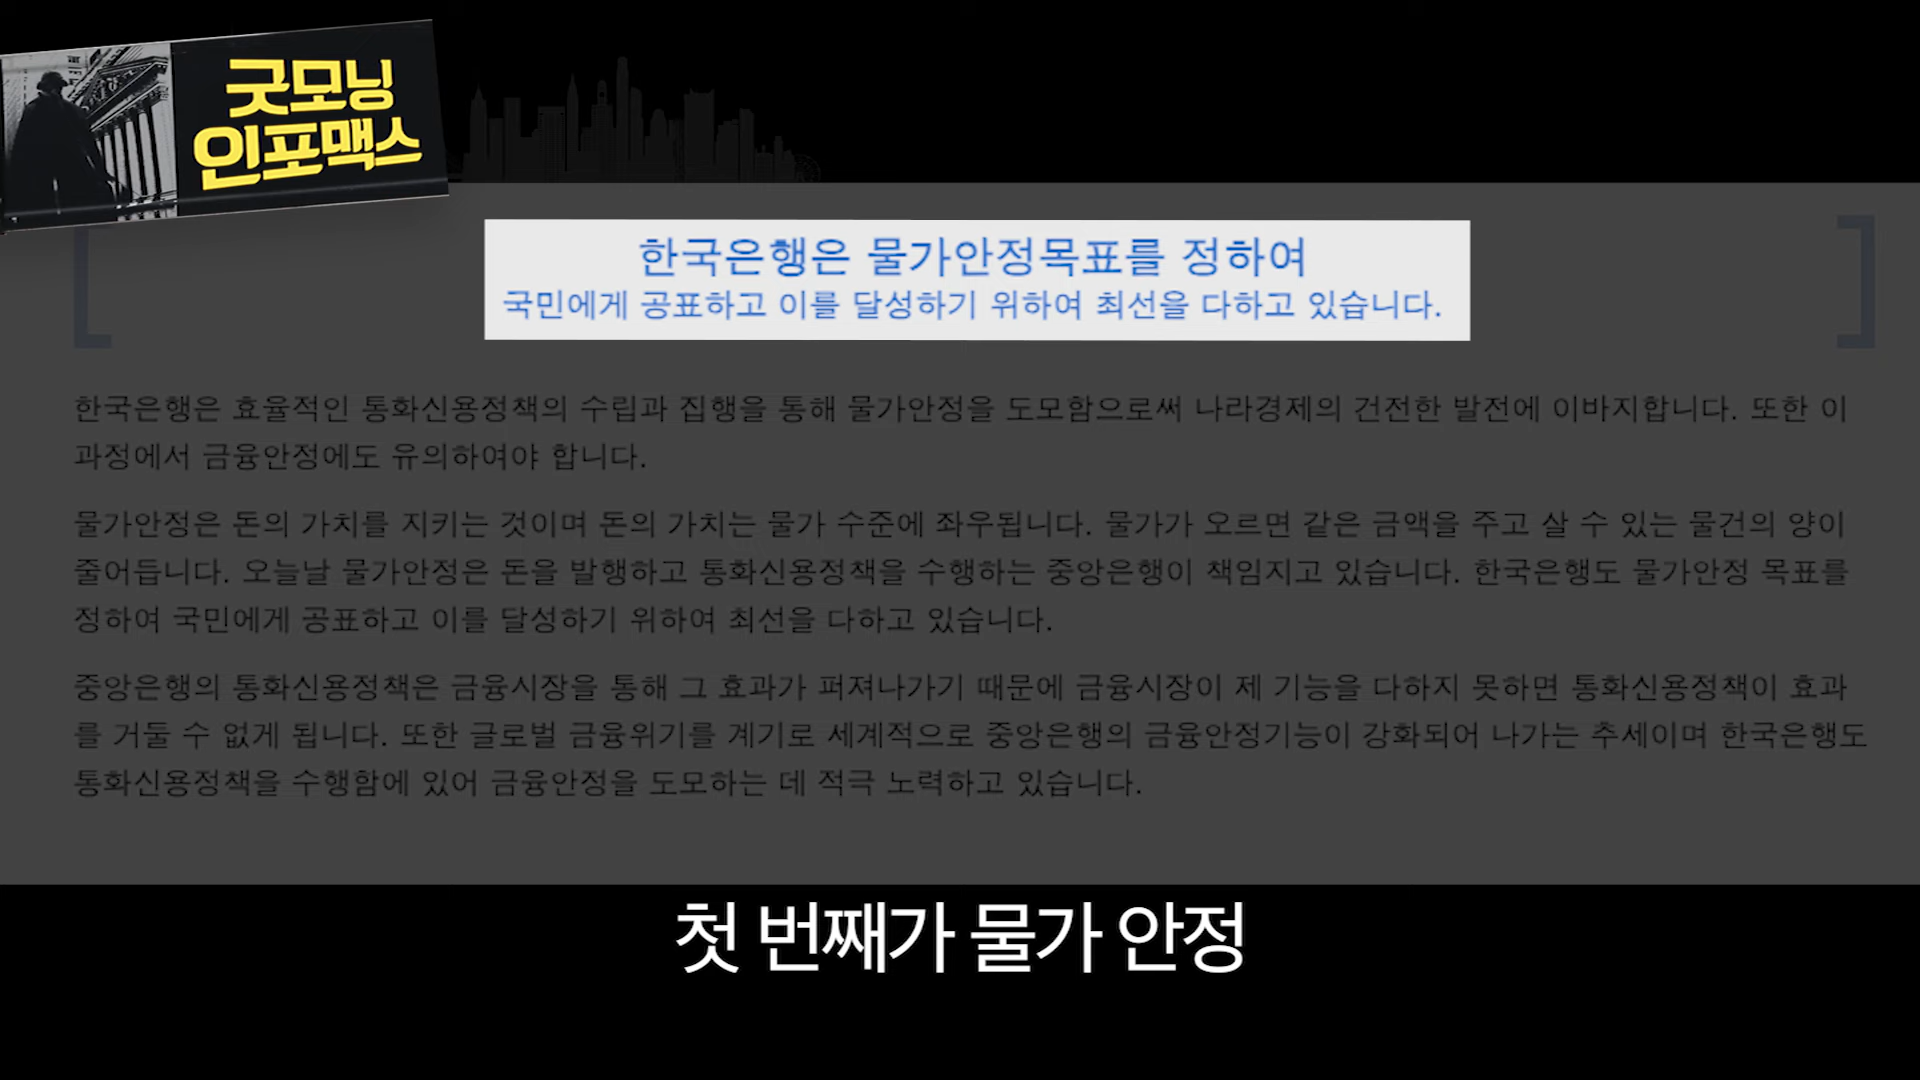 굿모닝
인포맥스
한국은행은 물가안정목표를 정하여
국민에게 공표하고 이를 달성하기 위하여 최선을 다하고 있습니다.
한국은행은 효율적인 통화신용정책의 수립과 집행을 통해 물가안정을 도모함으로써 나라경제의 건전한 발전에 이바지합니다. 또한 이
과정에서 금융안정에도 유의하여야 합니다.
물가안정은 돈의 가치를 지키는 것이며 돈의 가치는 물가 수준에 좌우됩니다. 물가가 오르면 같은 금액을 주고 살 수 있는 물건의 양이
줄어듭니다. 오늘날 물가안정은 돈을 발행하고 통화신용정책을 수행하는 중앙은행이 책임지고 있습니다. 한국은행도 물가안정 목표를
정하여 국민에게 공표하고 이를 달성하기 위하여 최선을 다하고 있습니다.
중앙은행의 통화신용정책은 금융시장을 통해 그 효과가 퍼져나가기 때문에 금융시장이 제 기능을 다하지 못하면 통화신용정책이 효과
를 거둘 수 없게 됩니다. 또한 글로벌 금융위기를 계기로 세계적으로 중앙은행의 금융안정기능이 강화되어 나가는 추세이며 한국은행도
통화신용정책을 수행함에 있어 금융안정을 도모하는 데 적극 노력하고 있습니다.
첫 번째가 물가 안정